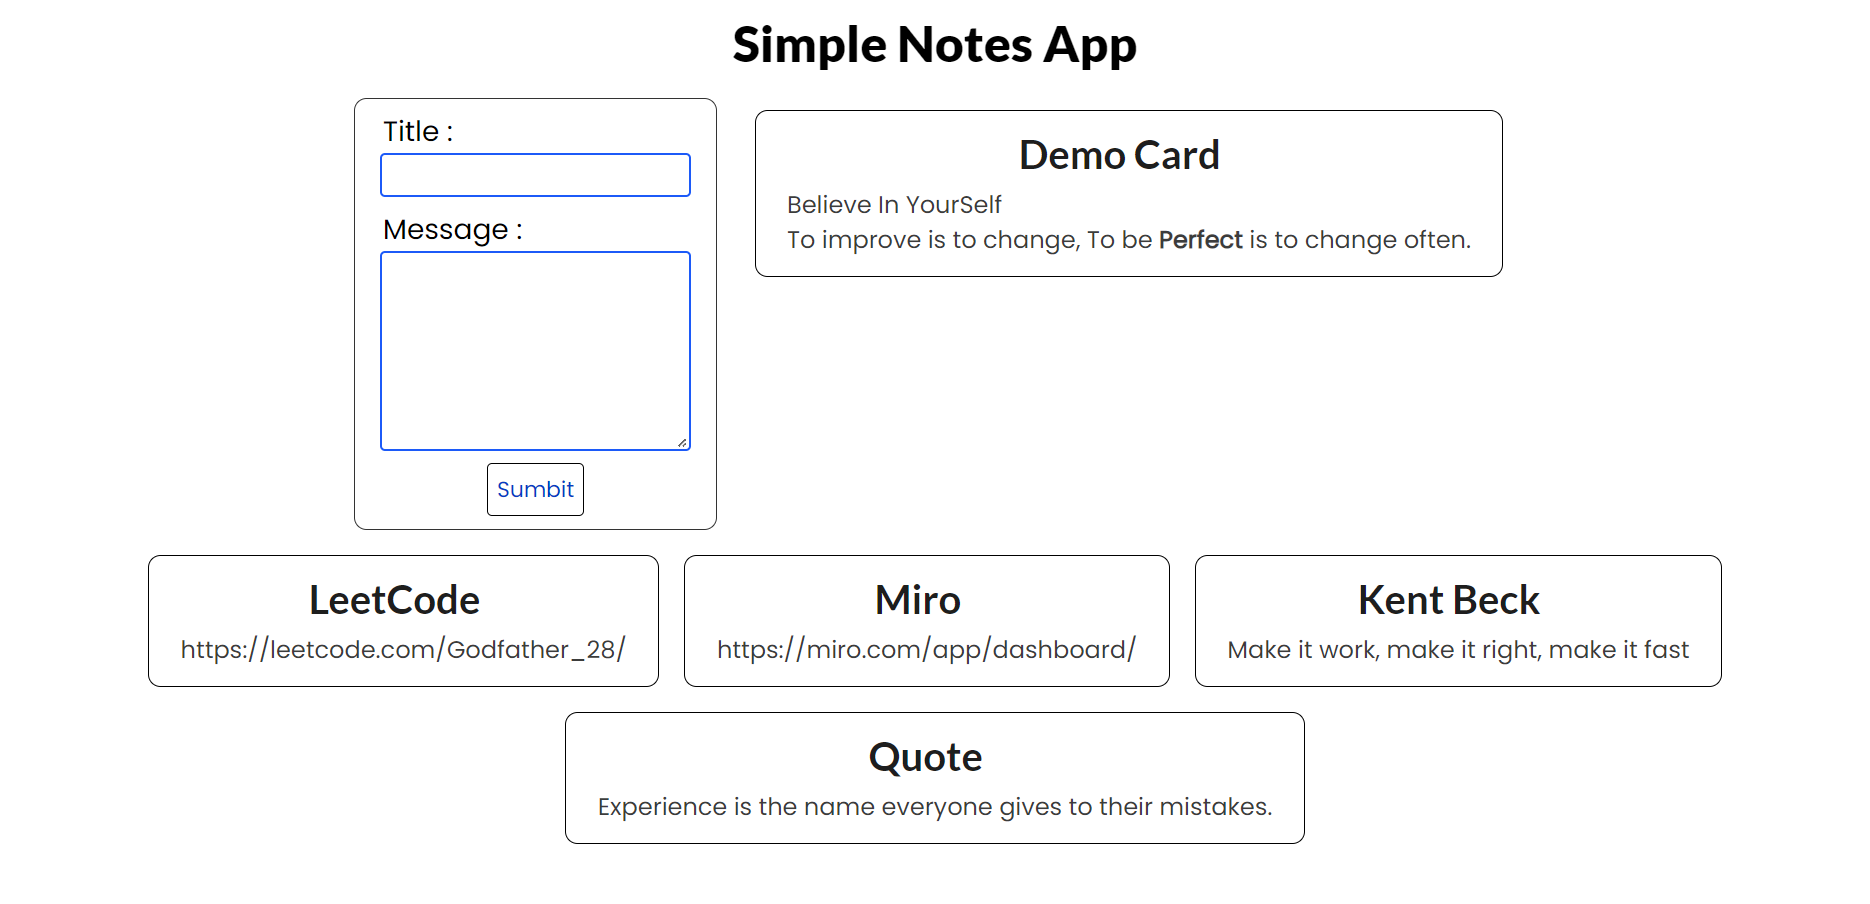 Simple Notes App
Title :
Message :
Sumbit
Demo Card
Believe In YourSelf
To improve is to change, To be Perfect is to change often.
LeetCode
https://leetcode.com/Godfather_28/
Miro
https://miro.com/app/dashboard/
Kent Beck
Make it work, make it right, make it fast
Quote
Experience is the name everyone gives to their mistakes.